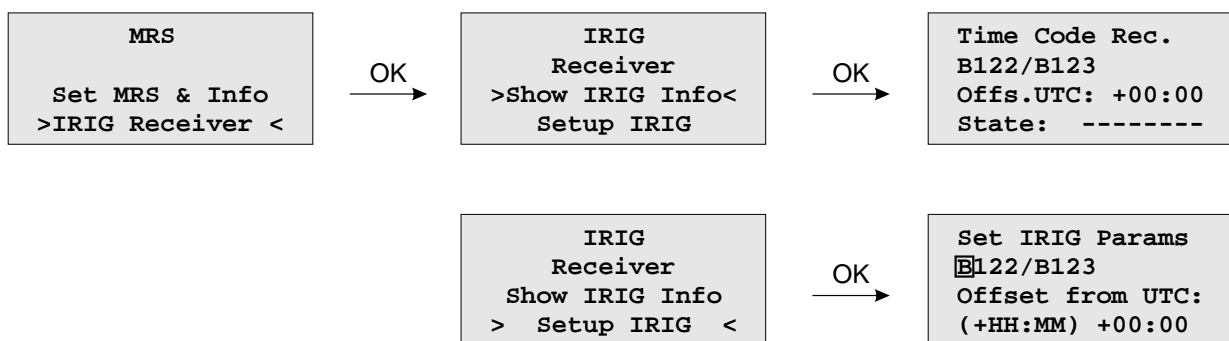 MRS
Set MRS & Info
>IRIG Receiver <
OK
IRIG
Receiver
>Show IRIG Info<
Setup IRIG
OK
Time Code Rec.
B122/B123
Offs.UTC: +00:00
State: --------
IRIG
Receiver
Show IRIG Info
> Setup IRIG <
OK
Set IRIG Params
B122/B123
Offset from UTC:
(+HH:MM) +00:00